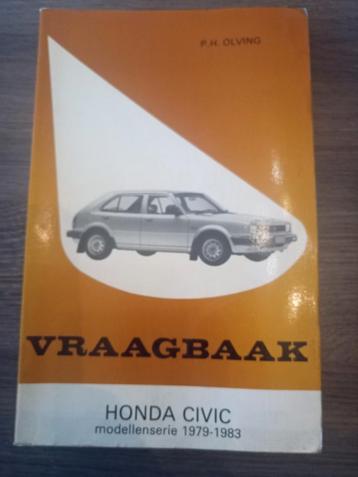 P.H. OLVING
VRAAGBAAK
HONDA CIVIC
modellenserie 1979-1983